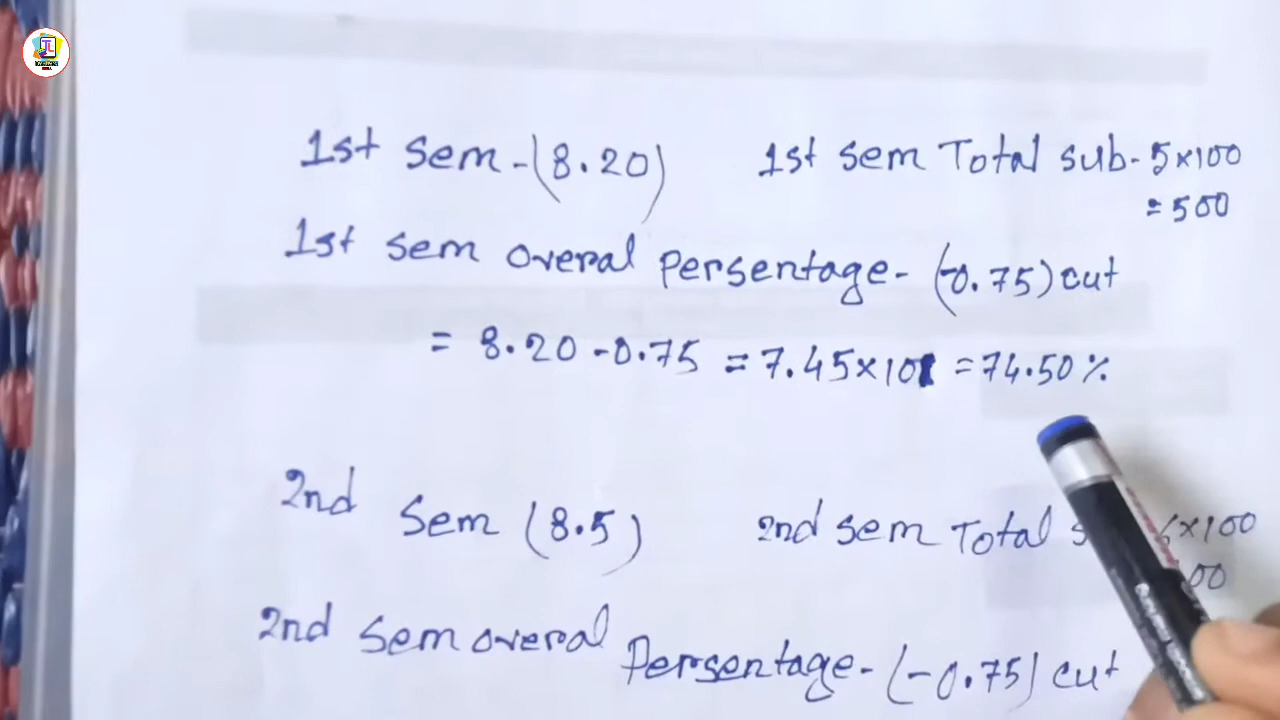 1st sem-(8.20) 1st sem Total sub- 5×100
=500
1st sem overal persentage- (-0.75) cut
= 8.20-0.75 =7.45×10 =74.50%
2nd sem (8.5) 2nd sem Total ×100
00
2nd sem overal Persentage- (-0.75) cut